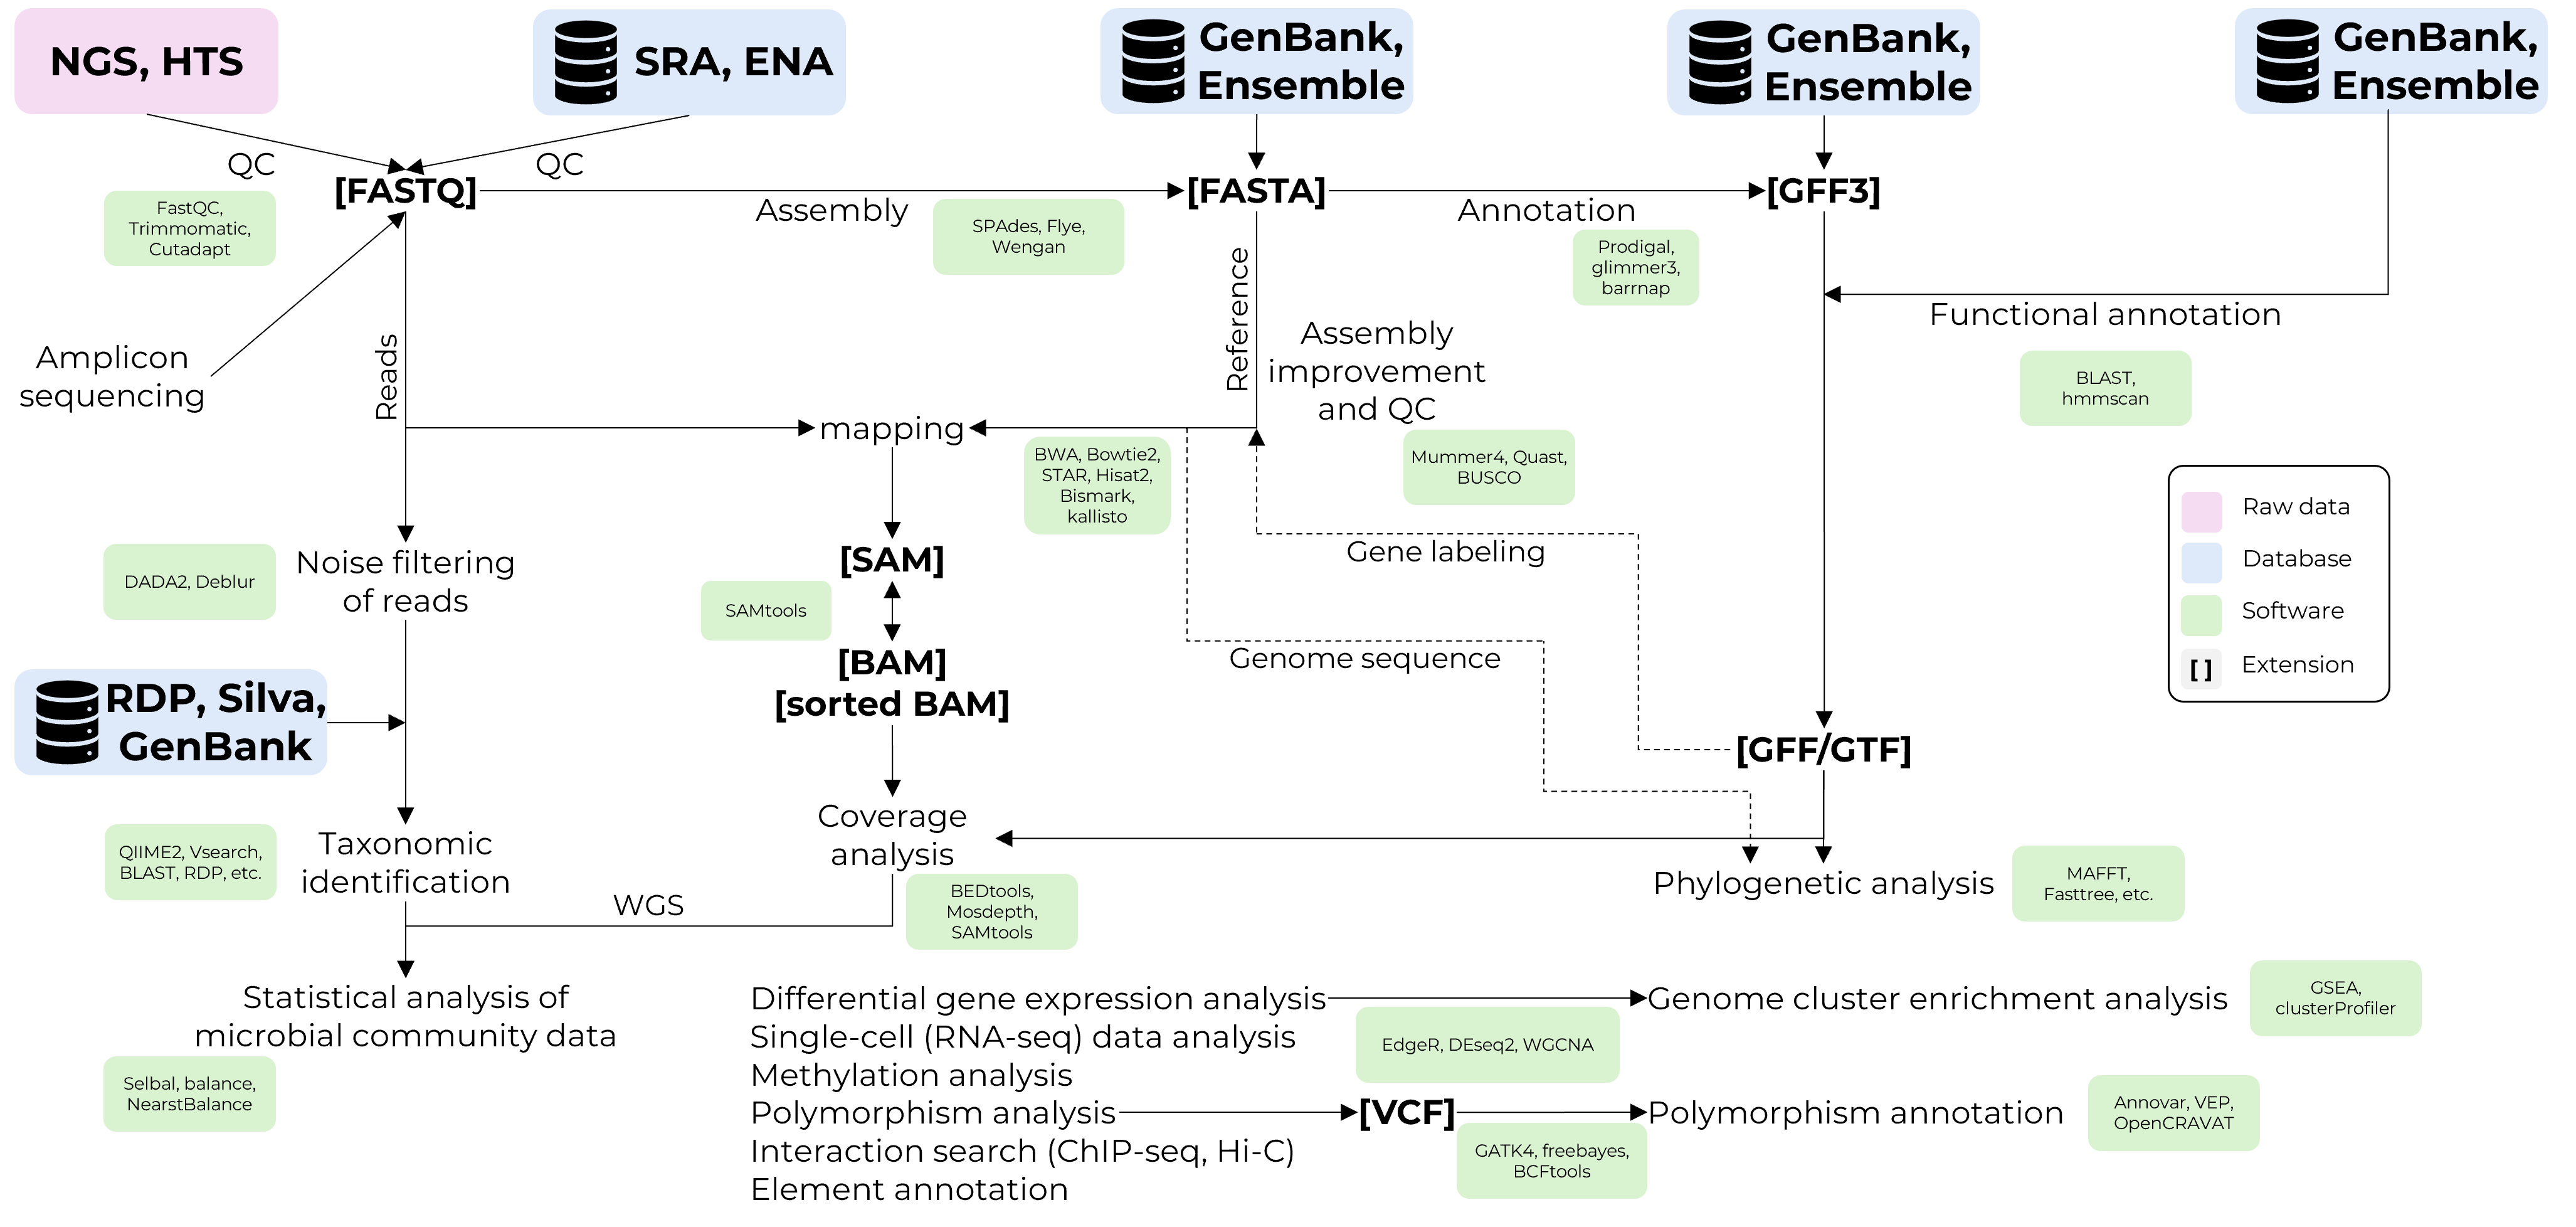 NGS, HTS
SRA, ENA
GenBank,
Ensemble
GenBank,
Ensemble
GenBank,
Ensemble
QC
QC
[FASTQ]
[FASTA]
[GFF3]
FastQC,
Trimmomatic,
Cutadapt
Assembly
SPAdes, Flye,
Wengan
Annotation
Prodigal,
glimmer3,
barrnap
Functional annotation
BLAST,
hmmscan
Amplicon
sequencing
Reads
Reference
Assembly
improvement
and QC
Mummer4, Quast,
BUSCO
mapping
BWA, Bowtie2,
STAR, Hisat2,
Bismark,
kallisto
Raw data
Database
Software
[ ] Extension
DADA2, Deblur
Noise filtering
of reads
[SAM]
Gene labeling
SAMtools
[BAM]
[sorted BAM]
Genome sequence
RDP, Silva,
GenBank
[GFF/GTF]
Coverage
analysis
QIIME2, Vsearch,
BLAST, RDP, etc.
Taxonomic
identification
WGS
BEDtools,
Mosdepth,
SAMtools
Phylogenetic analysis
MAFFT,
Fasttree, etc.
Statistical analysis of
microbial community data
Selbal, balance,
NearstBalance
Differential gene expression analysis
Genome cluster enrichment analysis
GSEA,
clusterProfiler
Single-cell (RNA-seq) data analysis
EdgeR, DEseq2, WGCNA
Methylation analysis
Polymorphism analysis
[VCF]
Polymorphism annotation
Annovar, VEP,
OpenCRAVAT
GATK4, freebayes,
BCFtools
Interaction search (ChIP-seq, Hi-C)
Element annotation